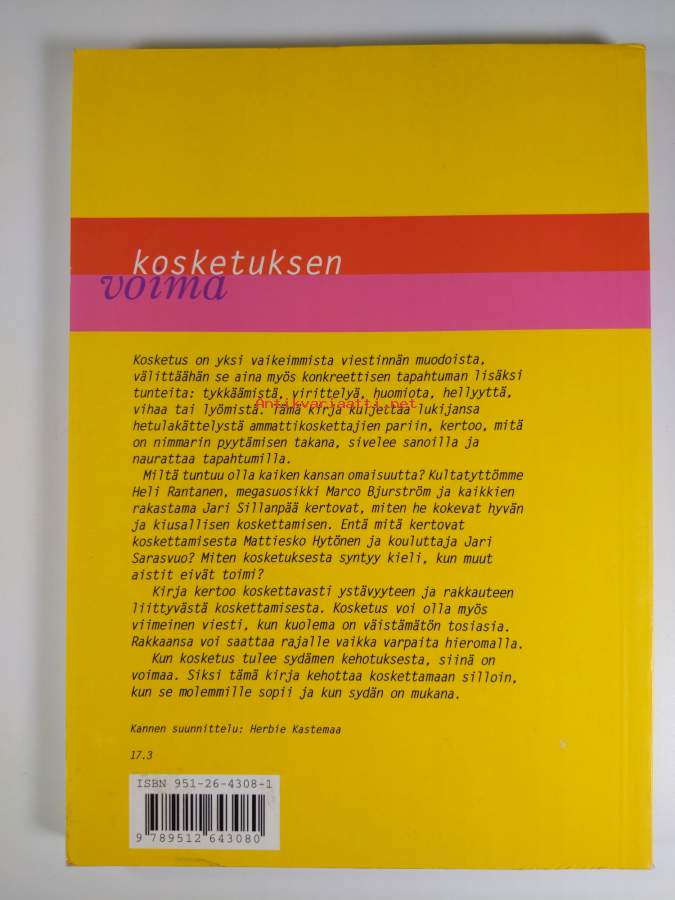 kosketuksen
voima
Kosketus on yksi vaikeimmista viestinnän muodoista,
välittäähän se aina myös konkreettisen tapahtuman lisäksi
tunteita: tykkäämistä, virittelyä, huomiota, hellyyttä,
Antikvariaatti.net
vihaa tai lyömistä. Tämä kirja kuljettaa lukijansa
hetulakättelystä ammattikoskettajien pariin, kertoo, mitä
on nimmarin pyytämisen takana, sivelee sanoilla ja
naurattaa tapahtumilla.
Miltä tuntuu olla kaiken kansan omaisuutta? Kultatyttömme
Heli Rantanen, megasuosikki Marco Bjurström ja kaikkien
rakastama Jari Sillanpää kertovat, miten he kokevat hyvän
ja kiusallisen koskettamisen. Entä mitä kertovat
koskettamisesta Mattiesko Hytönen ja kouluttaja Jari
Sarasvuo? Miten kosketuksesta syntyy kieli, kun muut
aistit eivät toimi?
Kirja kertoo koskettavasti ystävyyteen ja rakkauteen
liittyvästä koskettamisesta. Kosketus voi olla myös
viimeinen viesti, kun kuolema on väistämätön tosiasia.
Rakkaansa voi saattaa rajalle vaikka varpaita hieromalla.
Kun kosketus tulee sydämen kehotuksesta, siinä on
voimaa. Siksi tämä kirja kehottaa koskettamaan silloin,
kun se molemmille sopii ja kun sydän on mukana.
Kannen suunnittelu: Herbie Kastemaa
17.3
ISBN 951-26-4308-1
9 789512 643080